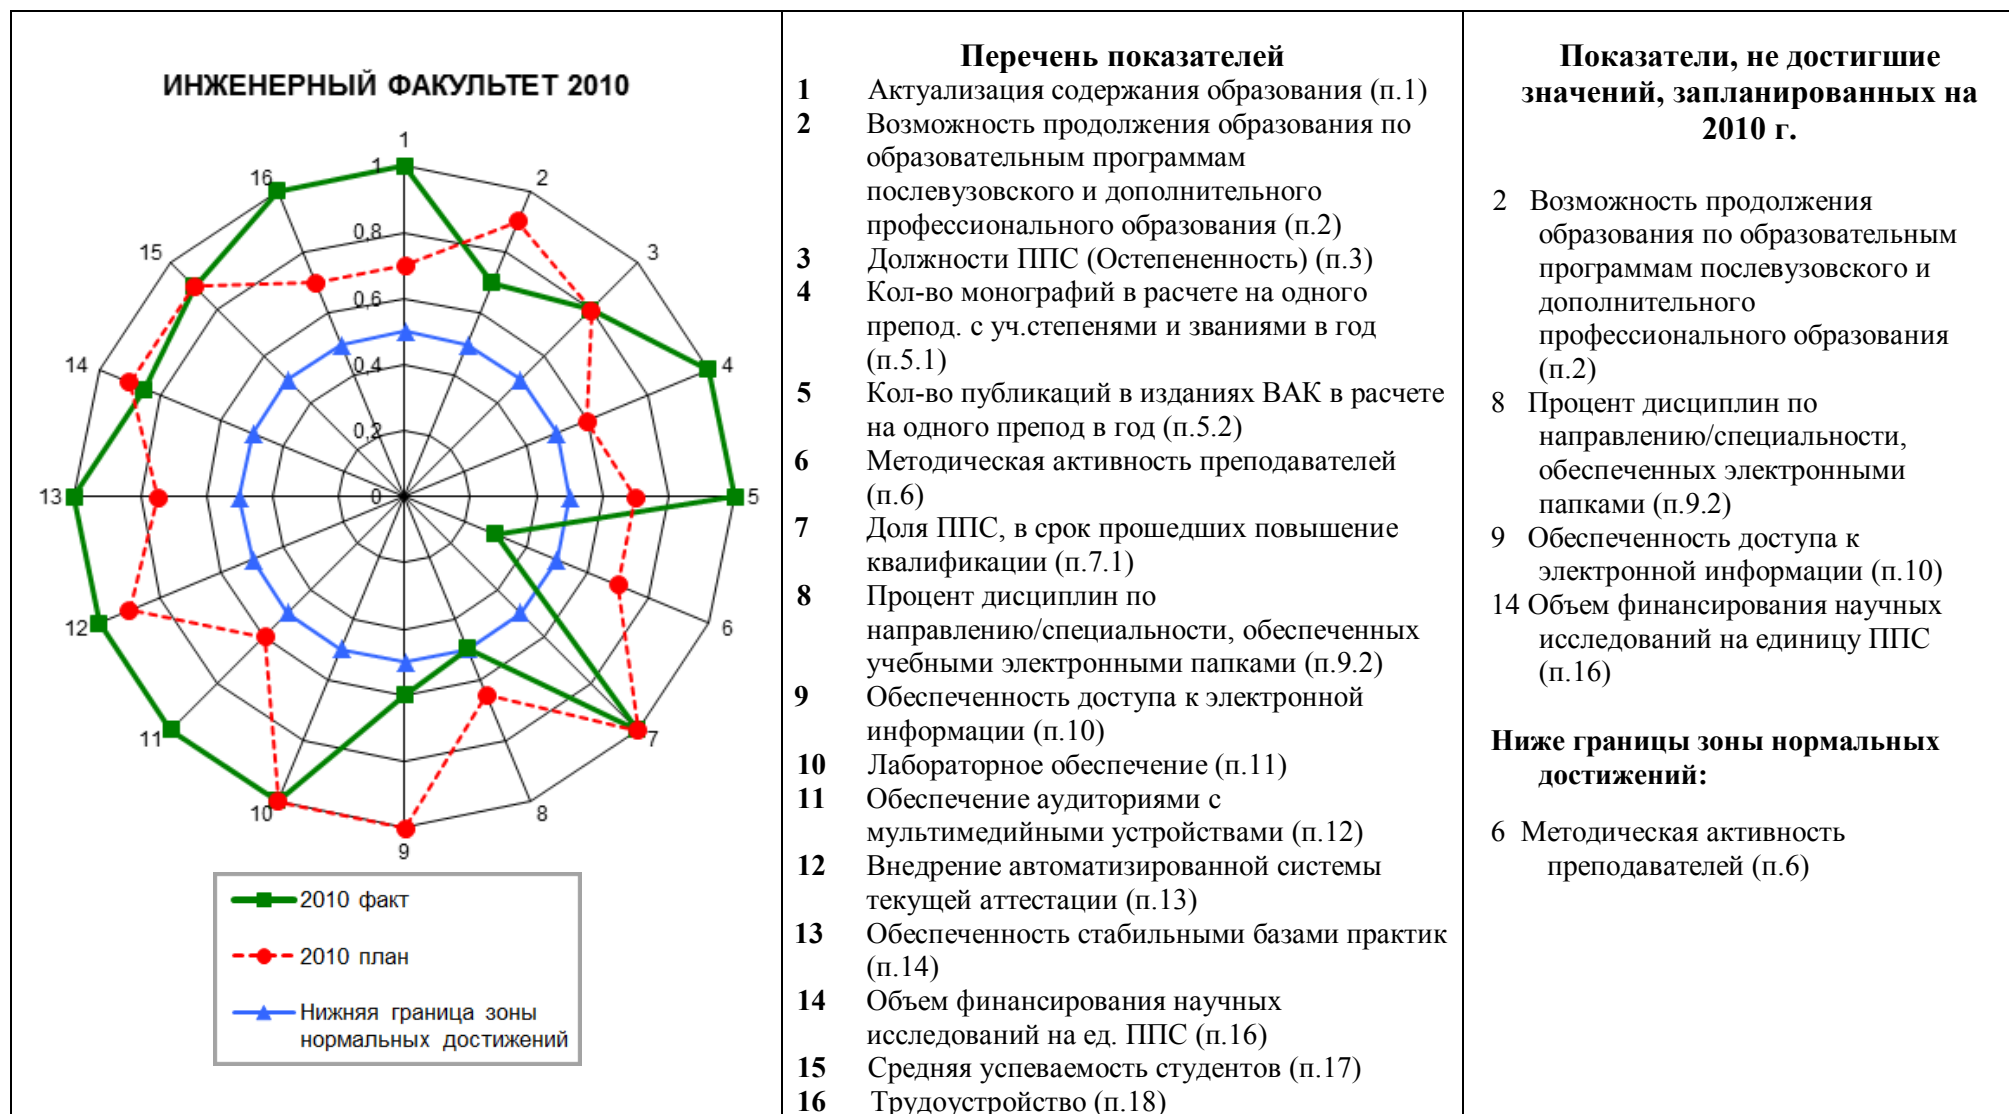 ИНЖЕНЕРНЫЙ ФАКУЛЬТЕТ 2010
1
2
3
4
5
6
7
8
9
10
11
12
13
14
15
16
1
0,8
0,6
0,4
0,2
0
2010 факт
2010 план
Нижняя граница зоны
нормальных достижений
Перечень показателей
1 Актуализация содержания образования (п.1)
2 Возможность продолжения образования по
образовательным программам
послевузовского и дополнительного
профессионального образования (п.2)
3 Должности ППС (Остепененность) (п.3)
4 Кол-во монографий в расчете на одного
препод. с уч.степенями и званиями в год
(п.5.1)
5 Кол-во публикаций в изданиях ВАК в расчете
на одного препод в год (п.5.2)
6 Методическая активность преподавателей
(п.6)
7 Доля ППС, в срок прошедших повышение
квалификации (п.7.1)
8 Процент дисциплин по
направлению/специальности, обеспеченных
учебными электронными папками (п.9.2)
9 Обеспеченность доступа к электронной
информации (п.10)
10 Лабораторное обеспечение (п.11)
11 Обеспечение аудиториями с
мультимедийными устройствами (п.12)
12 Внедрение автоматизированной системы
текущей аттестации (п.13)
13 Обеспеченность стабильными базами практик
(п.14)
14 Объем финансирования научных
исследований на ед. ППС (п.16)
15 Средняя успеваемость студентов (п.17)
16 Трудоустройство (п.18)
Показатели, не достигшие
значений, запланированных на
2010 г.
2 Возможность продолжения
образования по образовательным
программам послевузовского и
дополнительного
профессионального образования
(п.2)
8 Процент дисциплин по
направлению/специальности,
обеспеченных электронными
папками (п.9.2)
9 Обеспеченность доступа к
электронной информации (п.10)
14 Объем финансирования научных
исследований на единицу ППС
(п.16)
Ниже границы зоны нормальных
достижений:
6 Методическая активность
преподавателей (п.6)